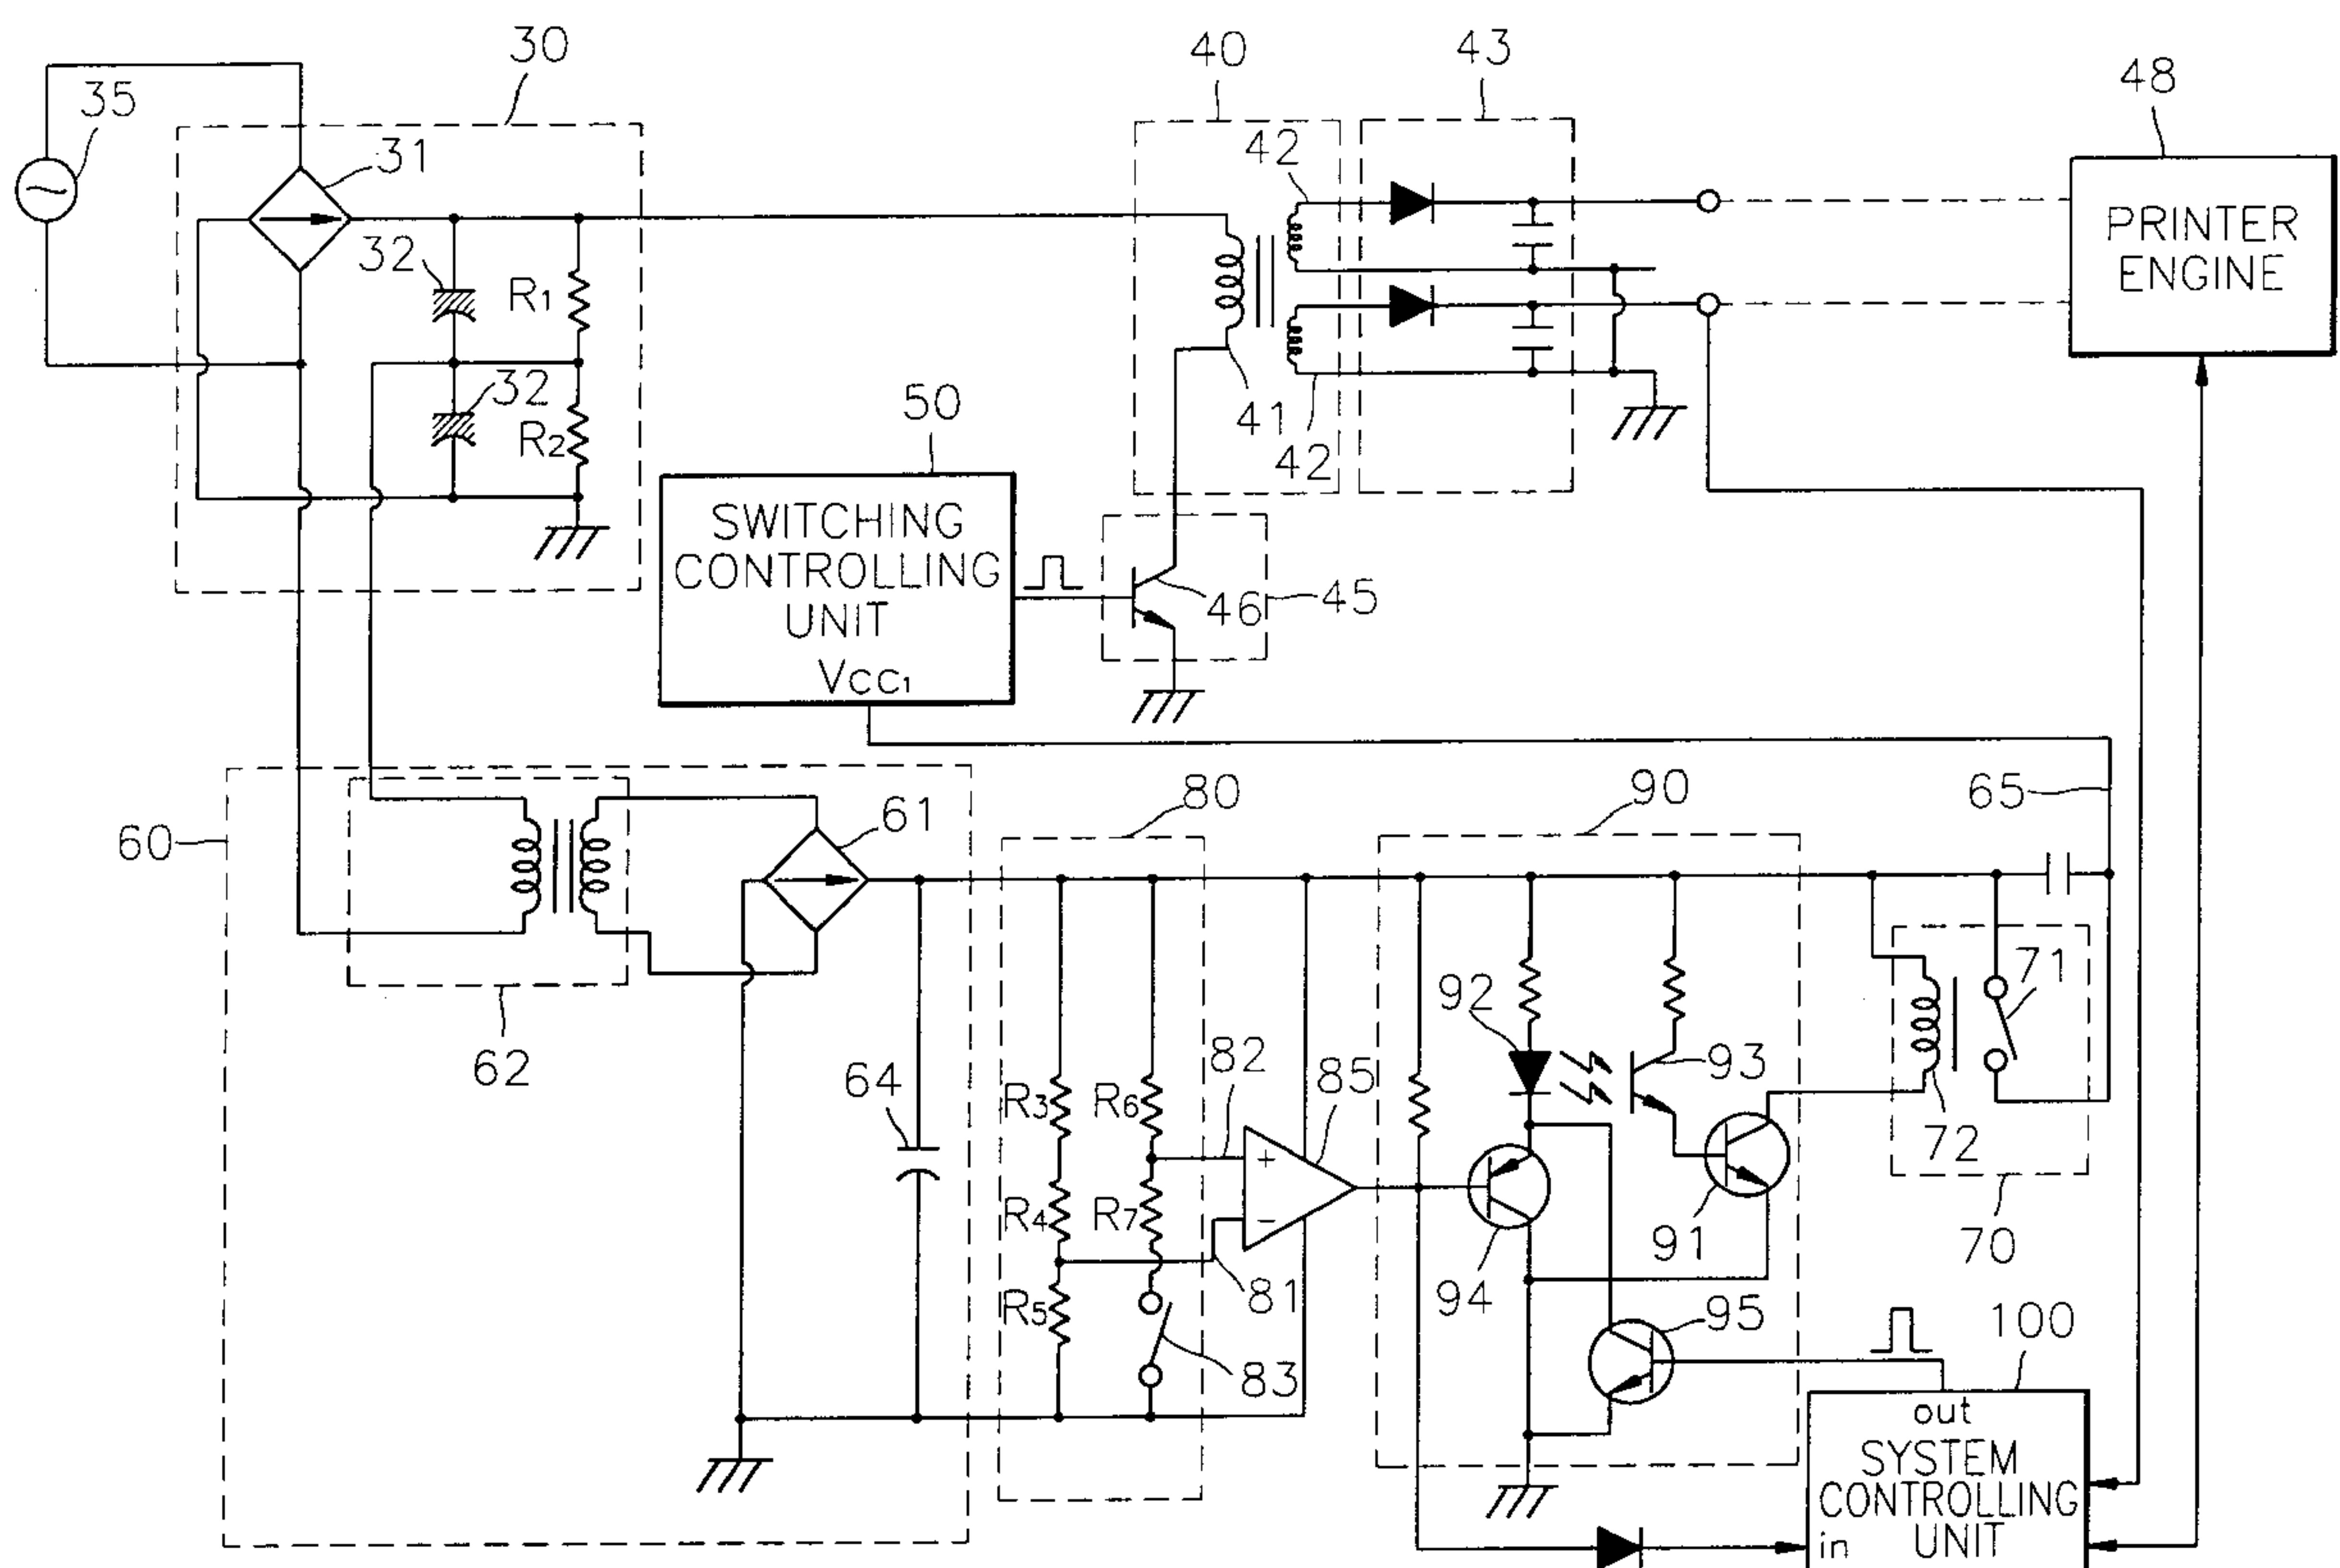 30
40
43
48
35
31
42
32
R1
PRINTER
ENGINE
32
R2
50
41
42
SWITCHING
CONTROLLING
UNIT
VCC1
46
45
60
61
80
90
65
62
64
R3
R6
82
85
92
93
71
72
R4
R7
81
94
91
70
R5
83
95
100
out
SYSTEM
CONTROLLING
UNIT
in
+
−